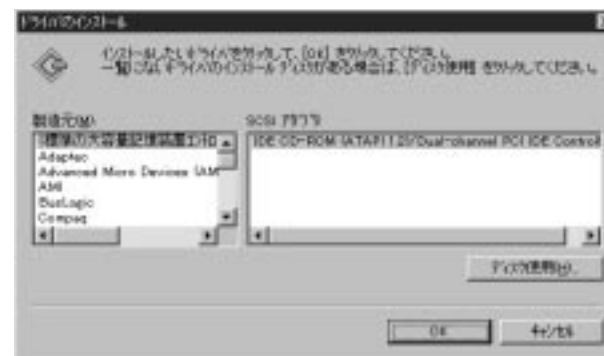 ドライバのインストール
インストールしたいドライバをクリックして、[OK] をクリックしてください。
一覧にないドライバのインストール ディスクがある場合は、[ディスク使用] をクリックしてください。
製造元(M)
(標準の大容量記憶装置コントロ
Adaptec
Advanced Micro Devices (AM
AMI
BusLogic
Compaq
SCSI アダプタ
IDE CD-ROM (ATAPI 1.2)/Dual-channel PCI IDE Control
ディスク使用(H)...
OK
キャンセル